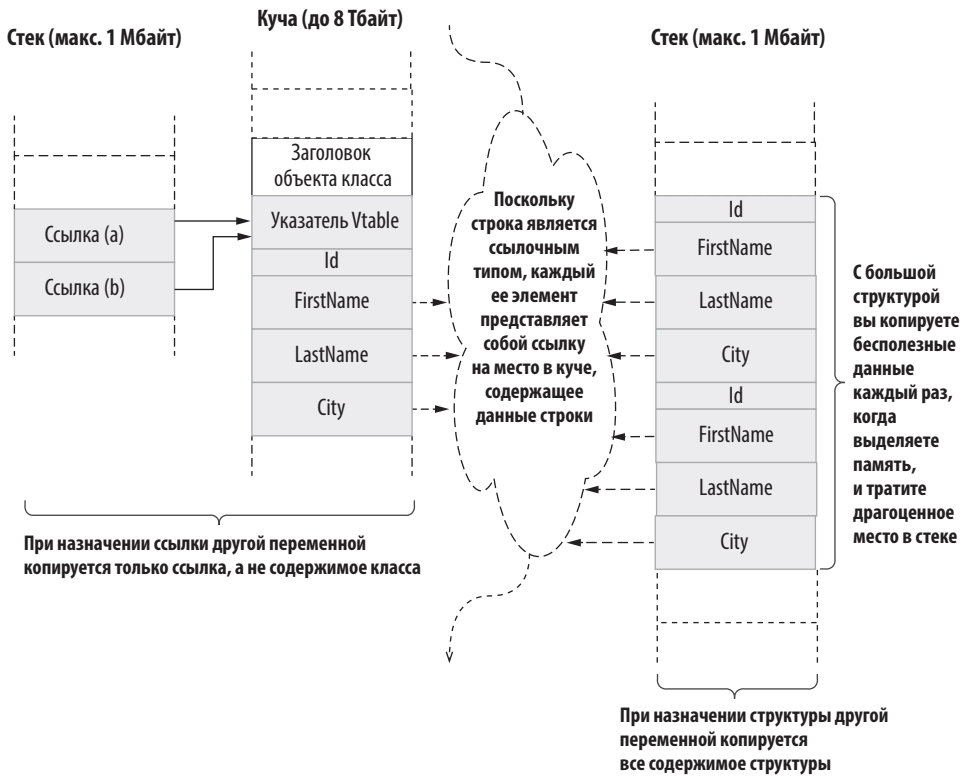 Стек (макс. 1 Мбайт)
Куча (до 8 Тбайт)
Ссылка (a)
Ссылка (b)
Заголовок
объекта класса
Указатель Vtable
Id
FirstName
LastName
City
При назначении ссылки другой переменной
копируется только ссылка, а не содержимое класса
Поскольку
строка является
ссылочным
типом, каждый
ее элемент
представляет
собой ссылку
на место в куче,
содержащее
данные строки
Стек (макс. 1 Мбайт)
Id
FirstName
LastName
City
Id
FirstName
LastName
City
С большой
структурой
вы копируете
бесполезные
данные
каждый раз,
когда
выделяете
память,
и тратите
драгоценное
место в стеке
При назначении структуры другой
переменной копируется
все содержимое структуры